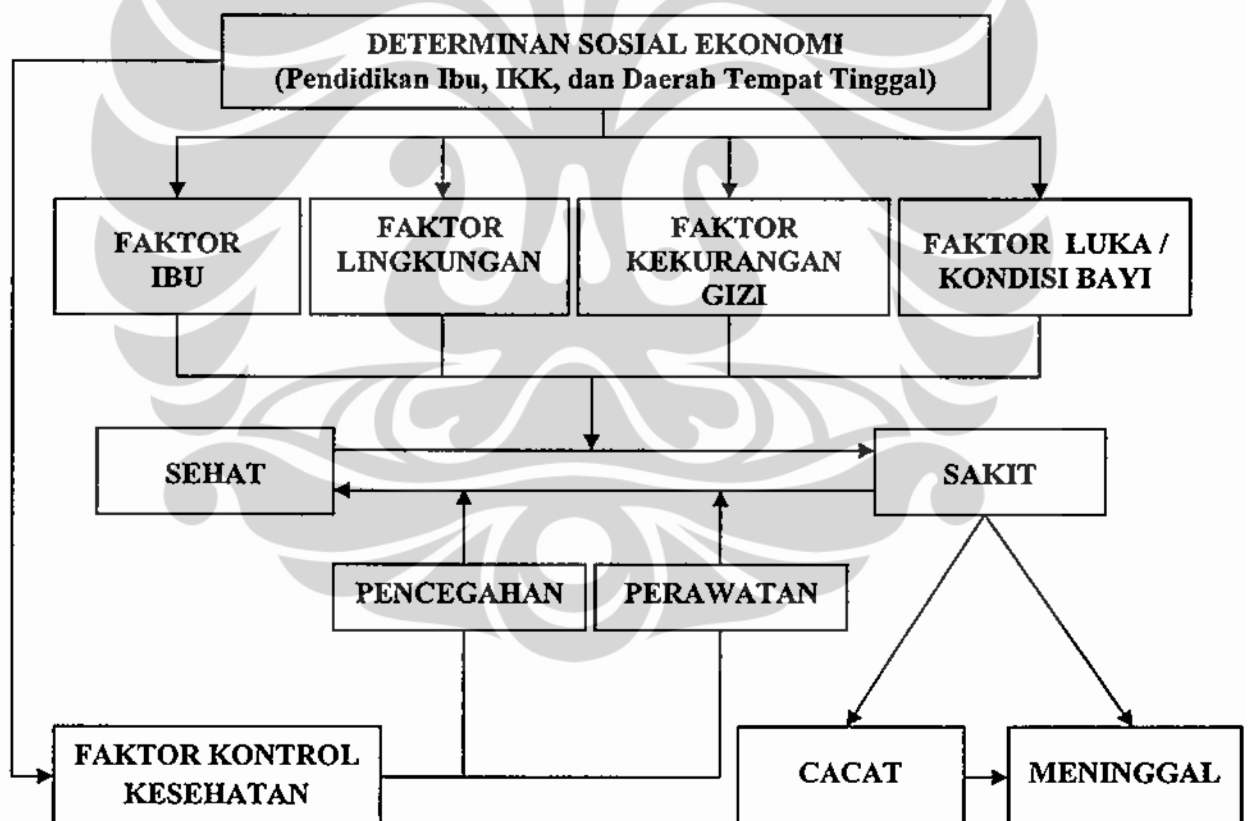 DETERMINAN SOSIAL EKONOMI
(Pendidikan Ibu, IKK, dan Daerah Tempat Tinggal)
FAKTOR
IBU
FAKTOR
LINGKUNGAN
FAKTOR
KEKURANGAN
GIZI
FAKTOR LUKA /
KONDISI BAYI
SEHAT
SAKIT
PENCEGAHAN
PERAWATAN
FAKTOR KONTROL
KESEHATAN
CACAT
MENINGGAL